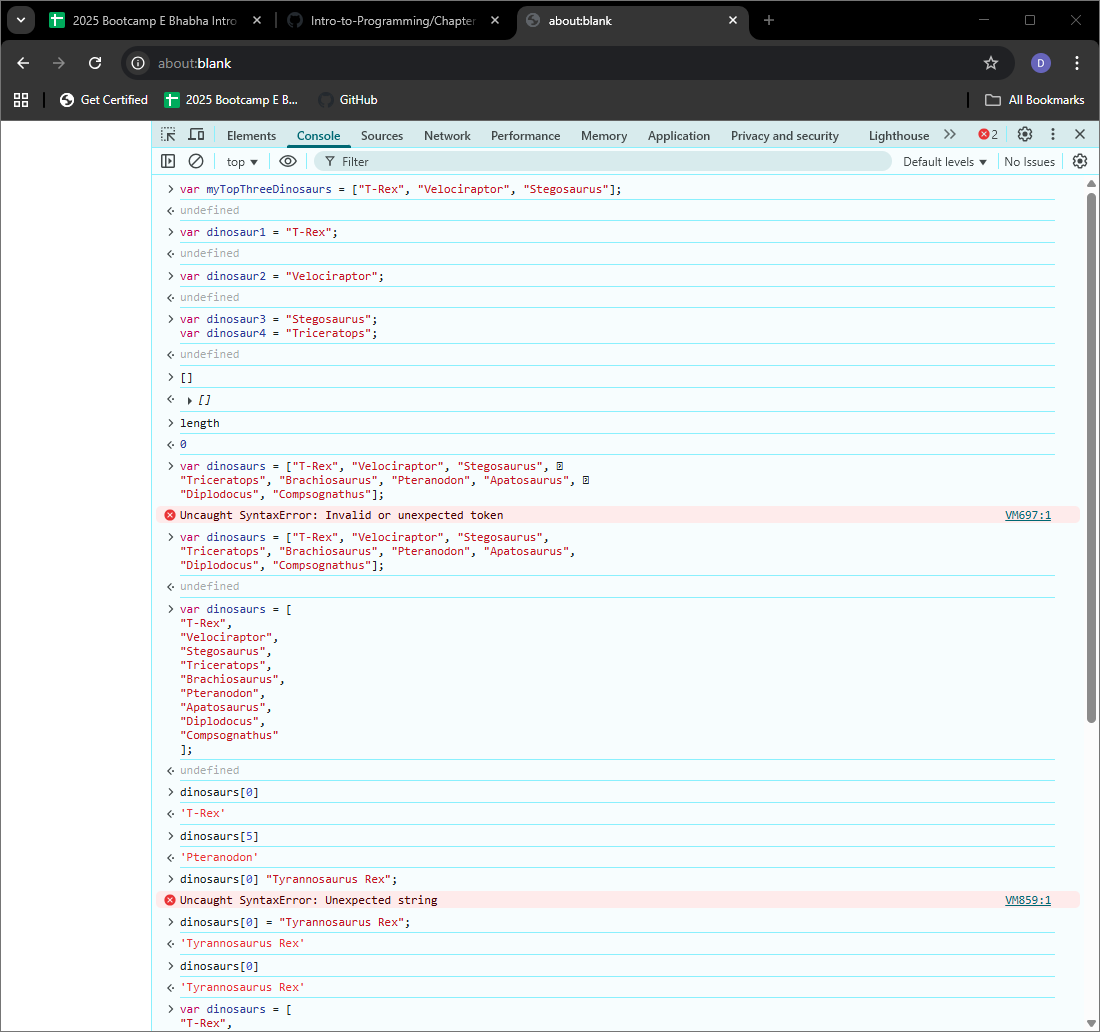 2025 Bootcamp E Bhabha Intro
Intro-to-Programming/Chapter
about:blank
about:blank
D
Get Certified
2025 Bootcamp E B...
GitHub
All Bookmarks
Elements Console Sources Network Performance Memory Application Privacy and security Lighthouse 2
top Filter Default levels No Issues
var myTopThreeDinosaurs = ["T-Rex", "Velociraptor", "Stegosaurus"];
undefined
var dinosaur1 = "T-Rex";
undefined
var dinosaur2 = "Velociraptor";
undefined
var dinosaur3 = "Stegosaurus";
var dinosaur4 = "Triceratops";
undefined
[]
[]
length
0
var dinosaurs = ["T-Rex", "Velociraptor", "Stegosaurus",
"Triceratops", "Brachiosaurus", "Pteranodon", "Apatosaurus",
"Diplodocus", "Compsognathus"];
Uncaught SyntaxError: Invalid or unexpected token VM697:1
var dinosaurs = ["T-Rex", "Velociraptor", "Stegosaurus",
"Triceratops", "Brachiosaurus", "Pteranodon", "Apatosaurus",
"Diplodocus", "Compsognathus"];
undefined
var dinosaurs = [
"T-Rex",
"Velociraptor",
"Stegosaurus",
"Triceratops",
"Brachiosaurus",
"Pteranodon",
"Apatosaurus",
"Diplodocus",
"Compsognathus"
];
undefined
dinosaurs[0]
'T-Rex'
dinosaurs[5]
'Pteranodon'
dinosaurs[0] "Tyrannosaurus Rex";
Uncaught SyntaxError: Unexpected string VM859:1
dinosaurs[0] = "Tyrannosaurus Rex";
'Tyrannosaurus Rex'
dinosaurs[0]
'Tyrannosaurus Rex'
var dinosaurs = [
"T-Rex",